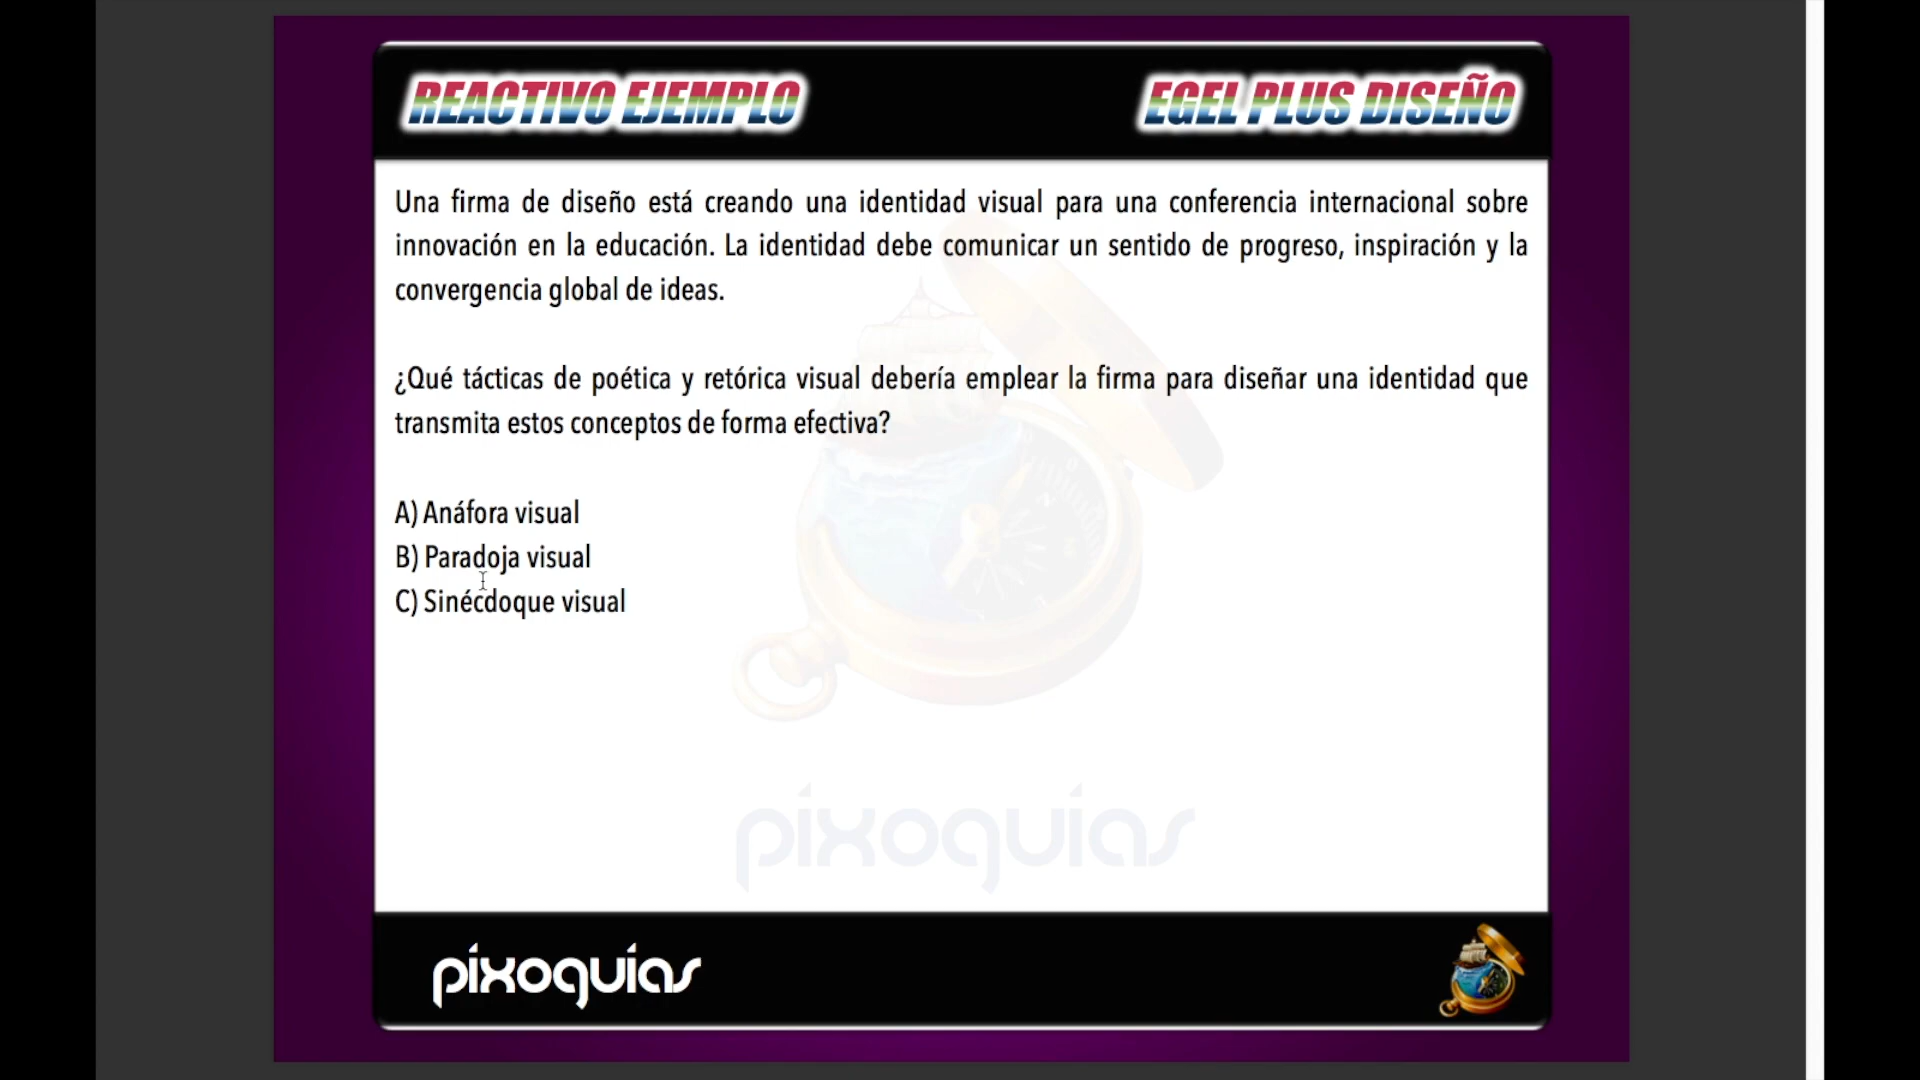 REACTIVO EJEMPLO
EGEL PLUS DISEÑO
Una firma de diseño está creando una identidad visual para una conferencia internacional sobre
innovación en la educación. La identidad debe comunicar un sentido de progreso, inspiración y la
convergencia global de ideas.
¿Qué tácticas de poética y retórica visual debería emplear la firma para diseñar una identidad que
transmita estos conceptos de forma efectiva?
A) Anáfora visual
B) Paradoja visual
C) Sinécdoque visual
pixoguías
pixoguías